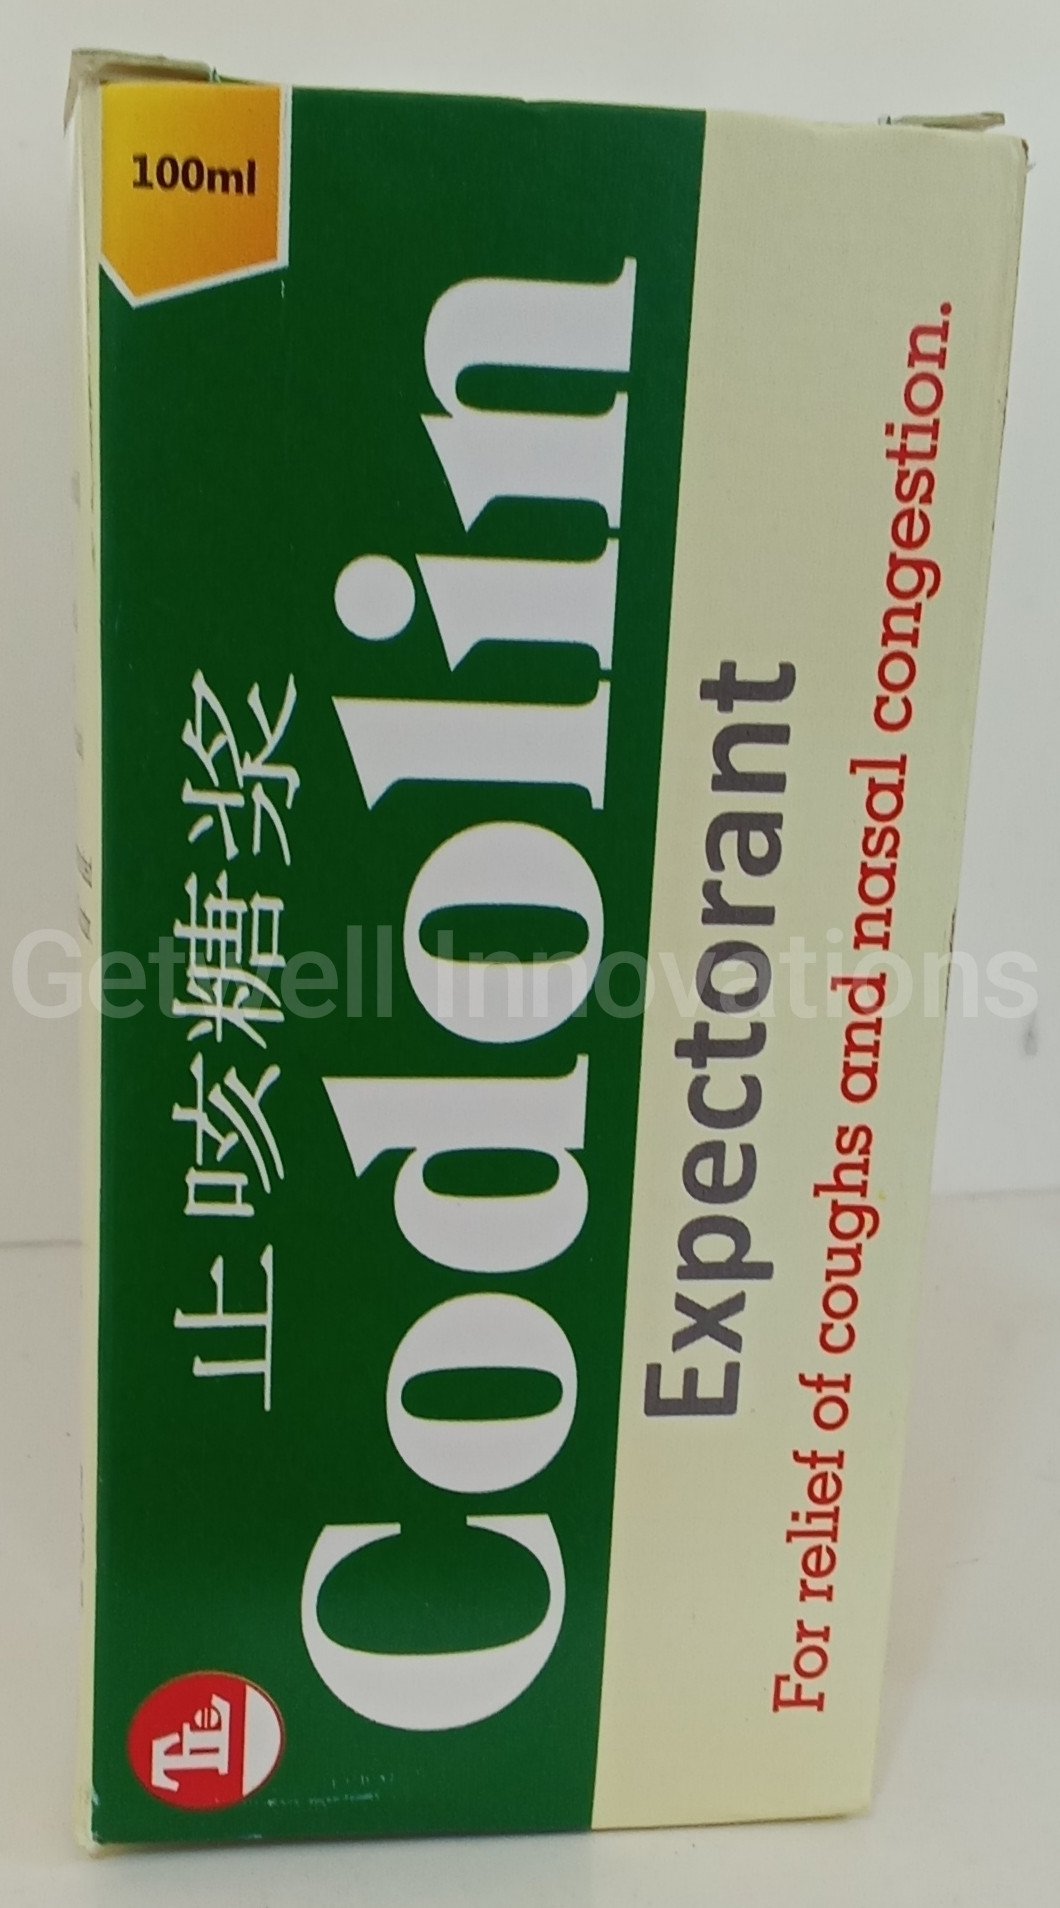 100ml
止咳糖浆
Codolin
Expectorant
For relief of coughs and nasal congestion.
Getwell Innovations